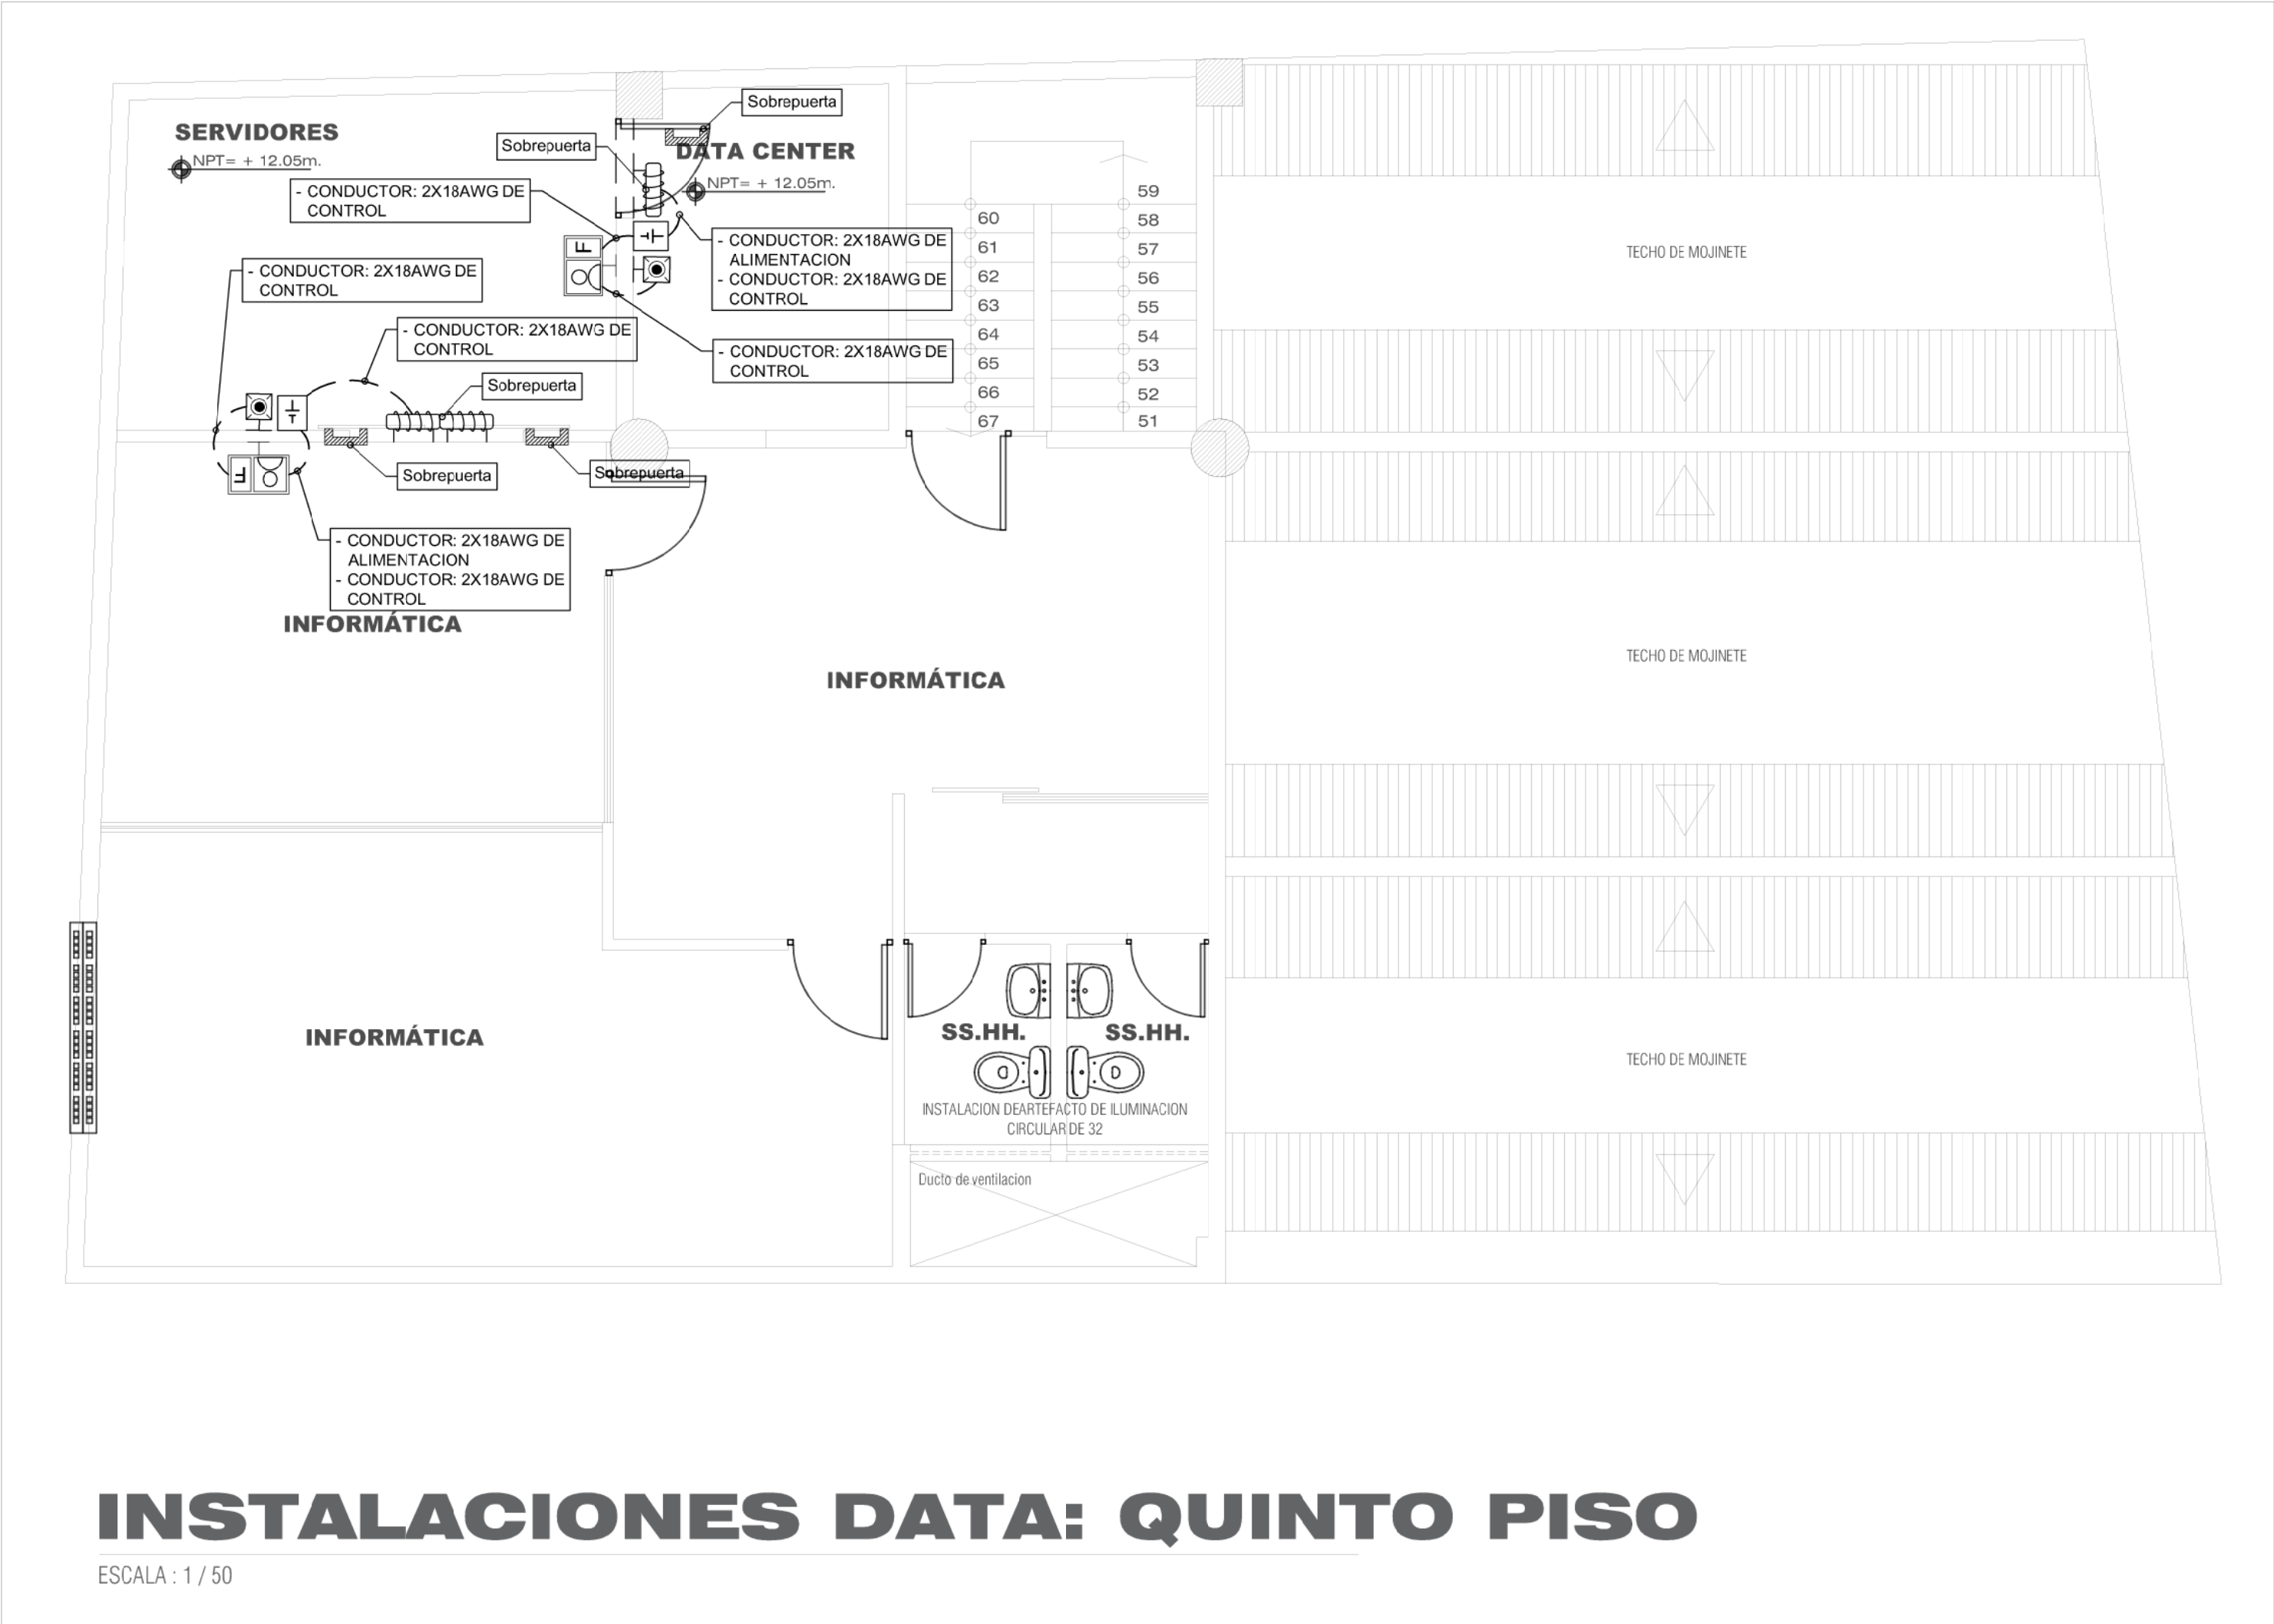 Sobrepuerta
SERVIDORES
NPT= + 12.05m.
Sobrepuerta
DATA CENTER
NPT= + 12.05m.
- CONDUCTOR: 2X18AWG DE
CONTROL
- CONDUCTOR: 2X18AWG DE
ALIMENTACION
- CONDUCTOR: 2X18AWG DE
CONTROL
F
- CONDUCTOR: 2X18AWG DE
CONTROL
- CONDUCTOR: 2X18AWG DE
CONTROL
- CONDUCTOR: 2X18AWG DE
CONTROL
Sobrepuerta
Sobrepuerta
Sobrepuerta
F
- CONDUCTOR: 2X18AWG DE
ALIMENTACION
- CONDUCTOR: 2X18AWG DE
CONTROL
60
61
62
63
64
65
66
67
59
58
57
56
55
54
53
52
51
TECHO DE MOJINETE
INFORMÁTICA
INFORMÁTICA
TECHO DE MOJINETE
INFORMÁTICA
SS.HH.
SS.HH.
TECHO DE MOJINETE
INSTALACION DEARTEFACTO DE ILUMINACION
CIRCULAR DE 32
Ducto de ventilacion
INSTALACIONES DATA: QUINTO PISO
ESCALA : 1 / 50